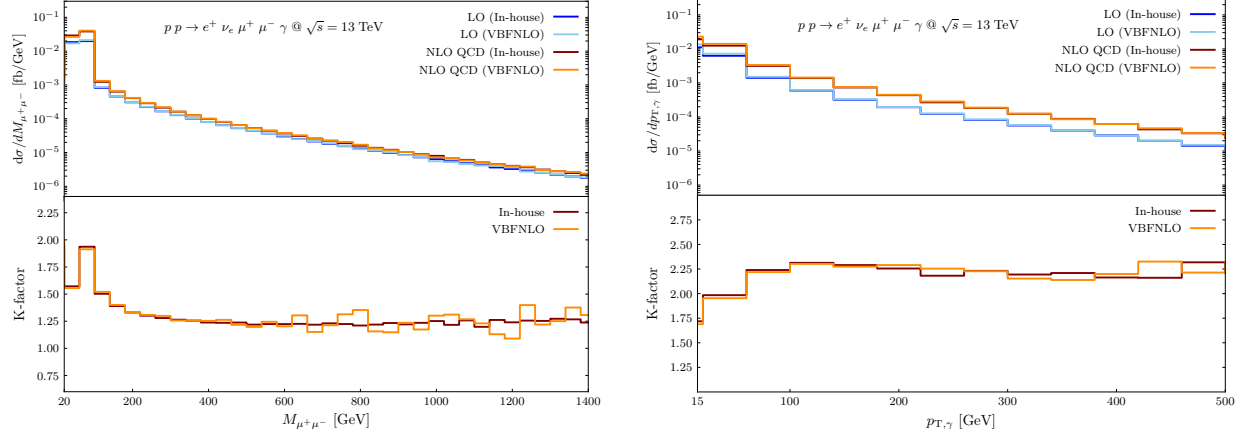 p p → e⁺ νₑ μ⁺ μ⁻ γ @ √s = 13 TeV
LO (In-house)
LO (VBFNLO)
NLO QCD (In-house)
NLO QCD (VBFNLO)
dσ/dM_{μ⁺μ⁻} [fb/GeV]
10⁻¹
10⁻²
10⁻³
10⁻⁴
10⁻⁵
10⁻⁶
In-house
VBFNLO
K-factor
2.25
2.00
1.75
1.50
1.25
1.00
0.75
20 200 400 600 800 1000 1200 1400
M_{μ⁺μ⁻} [GeV]
p p → e⁺ νₑ μ⁺ μ⁻ γ @ √s = 13 TeV
LO (In-house)
LO (VBFNLO)
NLO QCD (In-house)
NLO QCD (VBFNLO)
dσ/dp_{T,γ} [fb/GeV]
10⁻¹
10⁻²
10⁻³
10⁻⁴
10⁻⁵
10⁻⁶
In-house
VBFNLO
K-factor
2.75
2.50
2.25
2.00
1.75
1.50
1.25
15 100 200 300 400 500
p_{T,γ} [GeV]